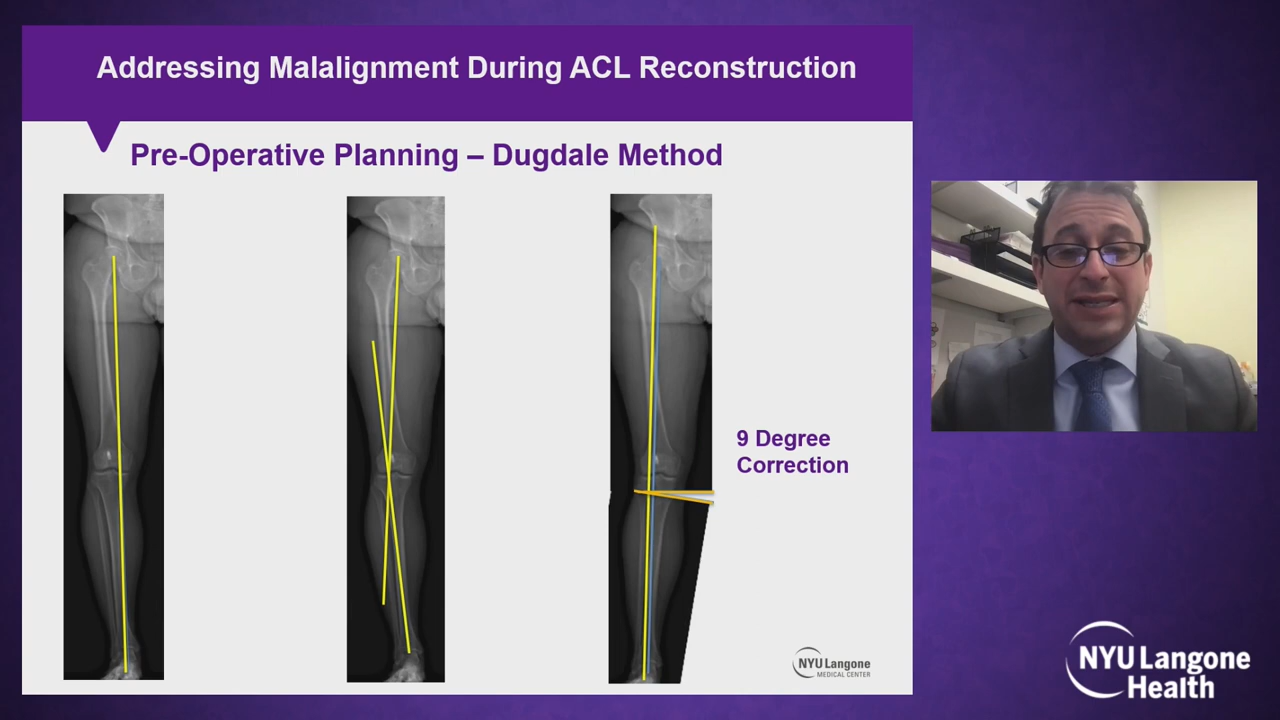 Addressing Malalignment During ACL Reconstruction
Pre-Operative Planning – Dugdale Method
9 Degree
Correction
NYU Langone
MEDICAL CENTER
NYU Langone
Health